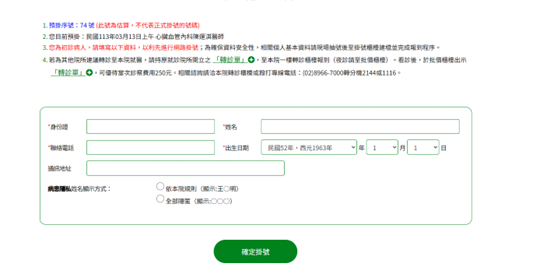 1. 預掛序號：74 號 (此號為估算，不代表正式掛號的號碼)
2. 您目前預掛：民國113年03月13日上午 心臟血管內科陳運淇醫師
3. 您為初診病人，請填寫以下資料，以利先進行網路掛號；為確保資料安全性，相關個人基本資料請現場抽號後至掛號櫃檯建檔並完成報到程序。
4. 若為其他院所建議轉診至本院就醫，請持原就診院所開立之「轉診單」，至本院一樓轉診櫃檯報到（夜診請至批價櫃檯）。看診後，於批價櫃檯出示
「轉診單」，可優待當次診察費用250元。相關諮詢請洽本院轉診櫃檯或撥打專線電話：(02)8966-7000轉分機2144或1116。
*身份證
*姓名
*聯絡電話
*出生日期 民國52年，西元1963年 年 1 月 1 日
通訊地址
姓名顯示方式： 依本院規則（顯示:王○明）
全部隱匿（顯示:○○○）
確定掛號